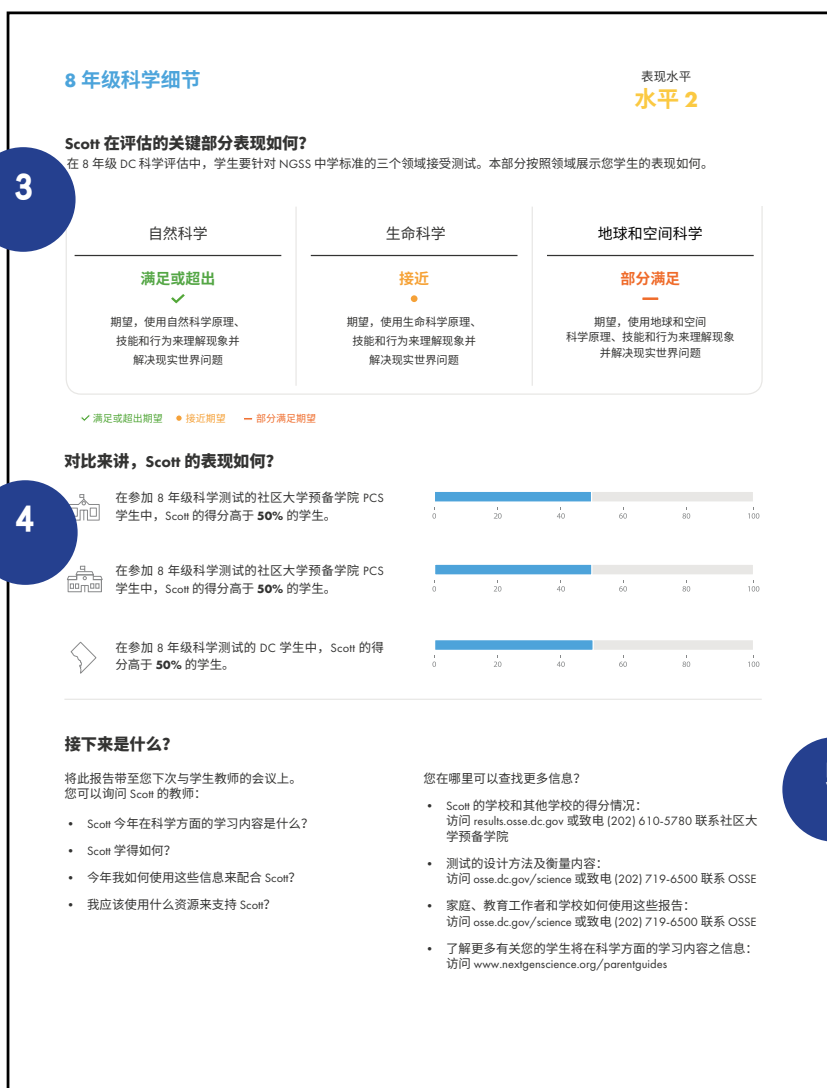 8 年级科学细节
表现水平
水平 2
Scott 在评估的关键部分表现如何?
在 8 年级 DC 科学评估中，学生要针对 NGSS 中学标准的三个领域接受测试。本部分按照领域展示您学生的表现如何。
3
自然科学
满足或超出
期望，使用自然科学原理、
技能和行为来理解现象并
解决现实世界问题
生命科学
接近
期望，使用生命科学原理、
技能和行为来理解现象并
解决现实世界问题
地球和空间科学
部分满足
期望，使用地球和空间
科学原理、技能和行为来理解现象
并解决现实世界问题
满足或超出期望 接近期望 部分满足期望
对比来讲，Scott 的表现如何?
4
在参加 8 年级科学测试的社区大学预备学院 PCS
学生中，Scott 的得分高于 50% 的学生。
0 20 40 60 80 100
在参加 8 年级科学测试的社区大学预备学院 PCS
学生中，Scott 的得分高于 50% 的学生。
0 20 40 60 80 100
在参加 8 年级科学测试的 DC 学生中，Scott 的得
分高于 50% 的学生。
0 20 40 60 80 100
接下来是什么?
将此报告带至您下次与学生教师的会议上。
您可以询问 Scott 的教师：
• Scott 今年在科学方面的学习内容是什么?
• Scott 学得如何?
• 今年我如何使用这些信息来配合 Scott?
• 我应该使用什么资源来支持 Scott?
您在哪里可以查找更多信息?
• Scott 的学校和其他学校的得分情况：
访问 results.osse.dc.gov 或致电 (202) 610-5780 联系社区大
学预备学院
• 测试的设计方法及衡量内容：
访问 osse.dc.gov/science 或致电 (202) 719-6500 联系 OSSE
• 家庭、教育工作者和学校如何使用这些报告：
访问 osse.dc.gov/science 或致电 (202) 719-6500 联系 OSSE
• 了解更多有关您的学生将在科学方面的学习内容之信息：
访问 www.nextgenscience.org/parentguides